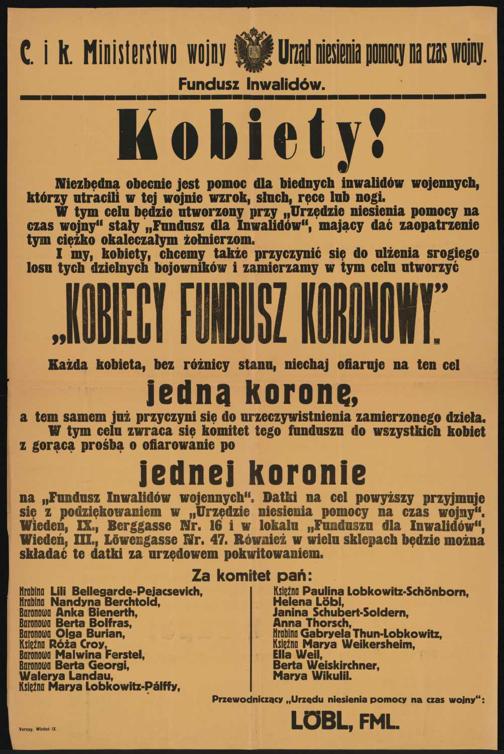 C. i k. Ministerstwo wojny Urząd niesienia pomocy na czas wojny.
Fundusz Inwalidów.
Kobiety!
Niezbędna obecnie jest pomoc dla biednych inwalidów wojennych,
którzy utracili w tej wojnie wzrok, słuch, ręce lub nogi.
W tym celu będzie utworzony przy „Urzędzie niesienia pomocy na
czas wojny" stały „Fundusz dla Inwalidów", mający dać zaopatrzenie
tym ciężko okaleczałym żołnierzom.
I my, kobiety, chcemy także przyczynić się do ulżenia srogiego
losu tych dzielnych bojowników i zamierzamy w tym celu utworzyć
„KOBIECY FUNDUSZ KORONOWY."
Każda kobieta, bez różnicy stanu, niechaj ofiaruje na ten cel
jedną koronę,
a tem samem już przyczyni się do urzeczywistnienia zamierzonego dzieła.
W tym celu zwraca się komitet tego funduszu do wszystkich kobiet
z gorącą prośbą o ofiarowanie po
jednej koronie
na „Fundusz Inwalidów wojennych". Datki na cel powyższy przyjmuje
się z podziękowaniem w „Urzędzie niesienia pomocy na czas wojny".
Wiedeń, IX., Berggasse Nr. 16 i w lokalu „Funduszu dla Inwalidów",
Wiedeń, III., Löwengasse Nr. 47. Również w wielu sklepach będzie można
składać te datki za urzędowem pokwitowaniem.
Za komitet pań:
Hrabina Lili Bellegarde-Pejacsevich,
Hrabina Nandyna Berchtold,
Baronowa Anka Bienerth,
Baronowa Berta Bolfras,
Baronowa Olga Burian,
Księżna Róża Croy,
Baronowa Malwina Ferstel,
Baronowa Berta Georgi,
Walerya Landau,
Księżna Marya Lobkowitz-Pálffy,
Księżna Paulina Lobkowitz-Schönborn,
Helena Löbl,
Janina Schubert-Soldern,
Anna Thorsch,
Hrabina Gabryela Thun-Lobkowitz,
Księżna Marya Weikersheim,
Ella Weil,
Berta Weiskirchner,
Marya Wikulil.
Przewodniczący „Urzędu niesienia pomocy na czas wojny":
LÖBL, FML.
Vernay, Wiedeń IX.